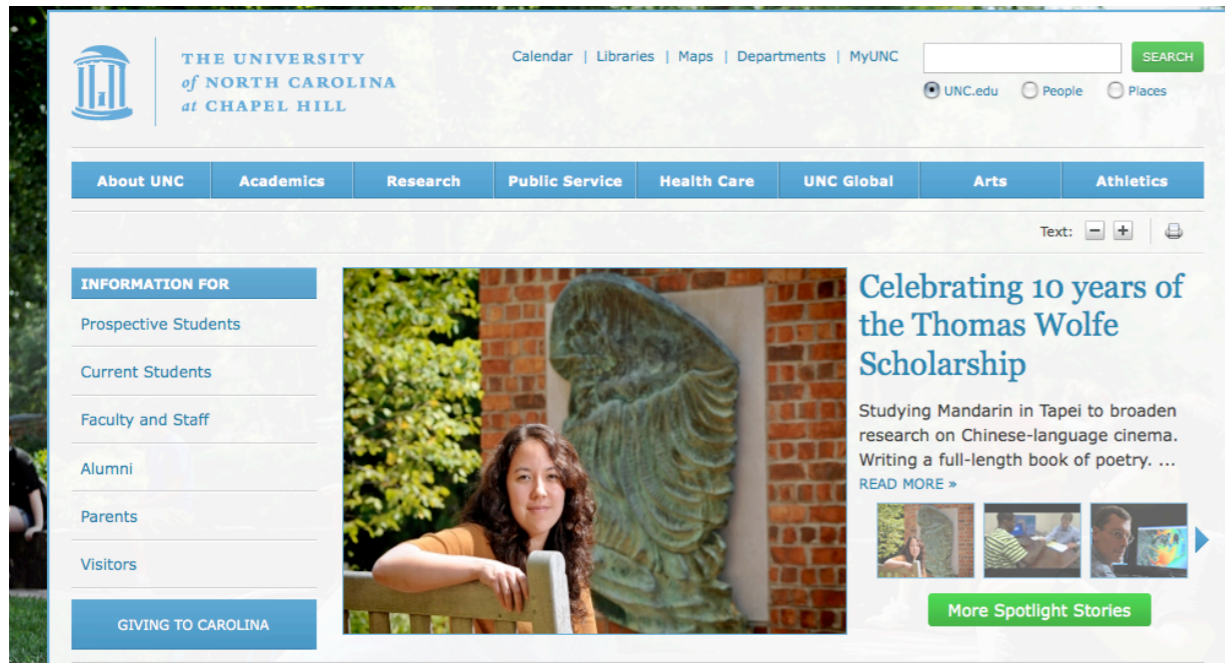 THE UNIVERSITY
of NORTH CAROLINA
at CHAPEL HILL
Calendar | Libraries | Maps | Departments | MyUNC
SEARCH
UNC.edu People Places
About UNC Academics Research Public Service Health Care UNC Global Arts Athletics
Text: - +
INFORMATION FOR
Prospective Students
Current Students
Faculty and Staff
Alumni
Parents
Visitors
GIVING TO CAROLINA
Celebrating 10 years of
the Thomas Wolfe
Scholarship
Studying Mandarin in Tapei to broaden
research on Chinese-language cinema.
Writing a full-length book of poetry. ...
READ MORE »
More Spotlight Stories